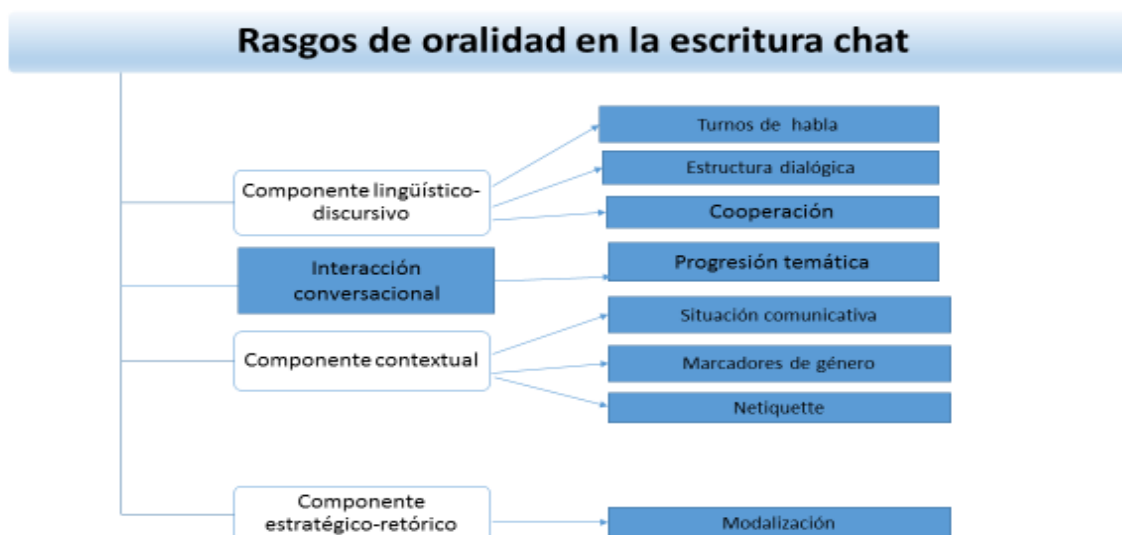 Rasgos de oralidad en la escritura chat
Componente lingüístico-
discursivo
Turnos de habla
Estructura dialógica
Cooperación
Interacción
conversacional
Progresión temática
Componente contextual
Situación comunicativa
Marcadores de género
Netiquette
Componente
estratégico-retórico
Modalización